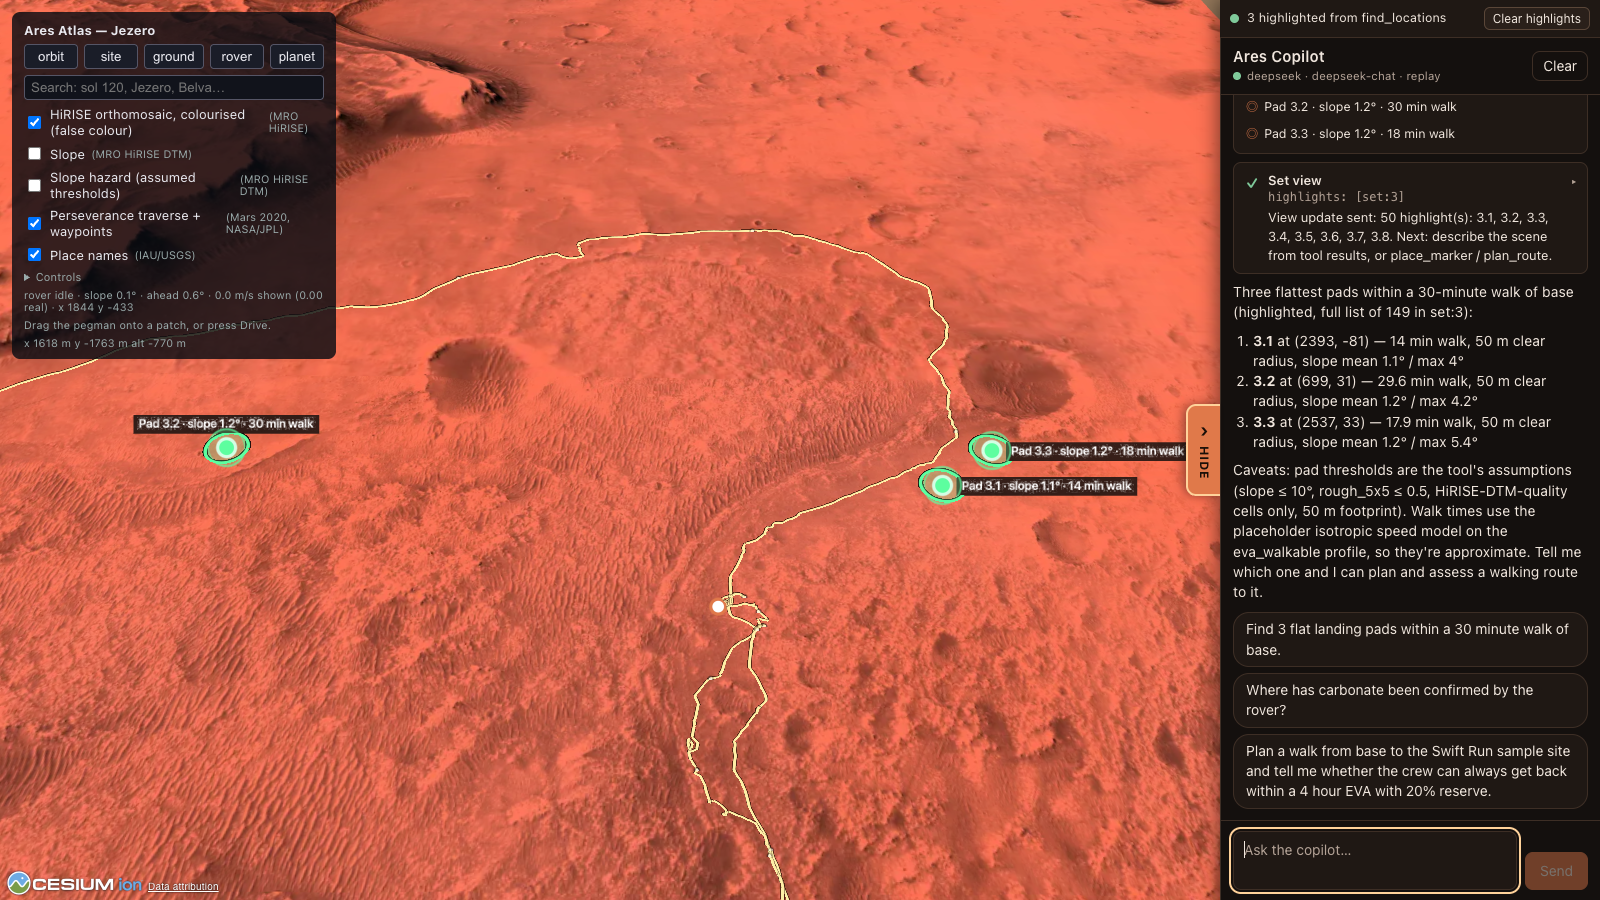 Ares Atlas — Jezero
orbit site ground rover planet
Search: sol 120, Jezero, Belva…
HiRISE orthomosaic, colourised (MRO
(false colour) HiRISE)
Slope (MRO HiRISE DTM)
Slope hazard (assumed (MRO HiRISE
thresholds) DTM)
Perseverance traverse + (Mars 2020,
waypoints NASA/JPL)
Place names (IAU/USGS)
▶ Controls
rover idle · slope 0.1° · ahead 0.6° · 0.0 m/s shown (0.00
real) · x 1844 y -433
Drag the pegman onto a patch, or press Drive.
x 1618 m y -1763 m alt -770 m
Pad 3.2 · slope 1.2° · 30 min walk
Pad 3.3 · slope 1.2° · 18 min walk
Pad 3.1 · slope 1.1° · 14 min walk
HIDE
CESIUM ion Data attribution
3 highlighted from find_locations Clear highlights
Ares Copilot
deepseek · deepseek-chat · replay
Clear
Pad 3.2 · slope 1.2° · 30 min walk
Pad 3.3 · slope 1.2° · 18 min walk
Set view
highlights: [set:3]
View update sent: 50 highlight(s): 3.1, 3.2, 3.3,
3.4, 3.5, 3.6, 3.7, 3.8. Next: describe the scene
from tool results, or place_marker / plan_route.
Three flattest pads within a 30-minute walk of base
(highlighted, full list of 149 in set:3):
1. 3.1 at (2393, -81) — 14 min walk, 50 m clear
radius, slope mean 1.1° / max 4°
2. 3.2 at (699, 31) — 29.6 min walk, 50 m clear
radius, slope mean 1.2° / max 4.2°
3. 3.3 at (2537, 33) — 17.9 min walk, 50 m clear
radius, slope mean 1.2° / max 5.4°
Caveats: pad thresholds are the tool's assumptions
(slope ≤ 10°, rough_5x5 ≤ 0.5, HiRISE-DTM-quality
cells only, 50 m footprint). Walk times use the
placeholder isotropic speed model on the
eva_walkable profile, so they're approximate. Tell me
which one and I can plan and assess a walking route
to it.
Find 3 flat landing pads within a 30 minute walk of
base.
Where has carbonate been confirmed by the
rover?
Plan a walk from base to the Swift Run sample site
and tell me whether the crew can always get back
within a 4 hour EVA with 20% reserve.
Ask the copilot…
Send